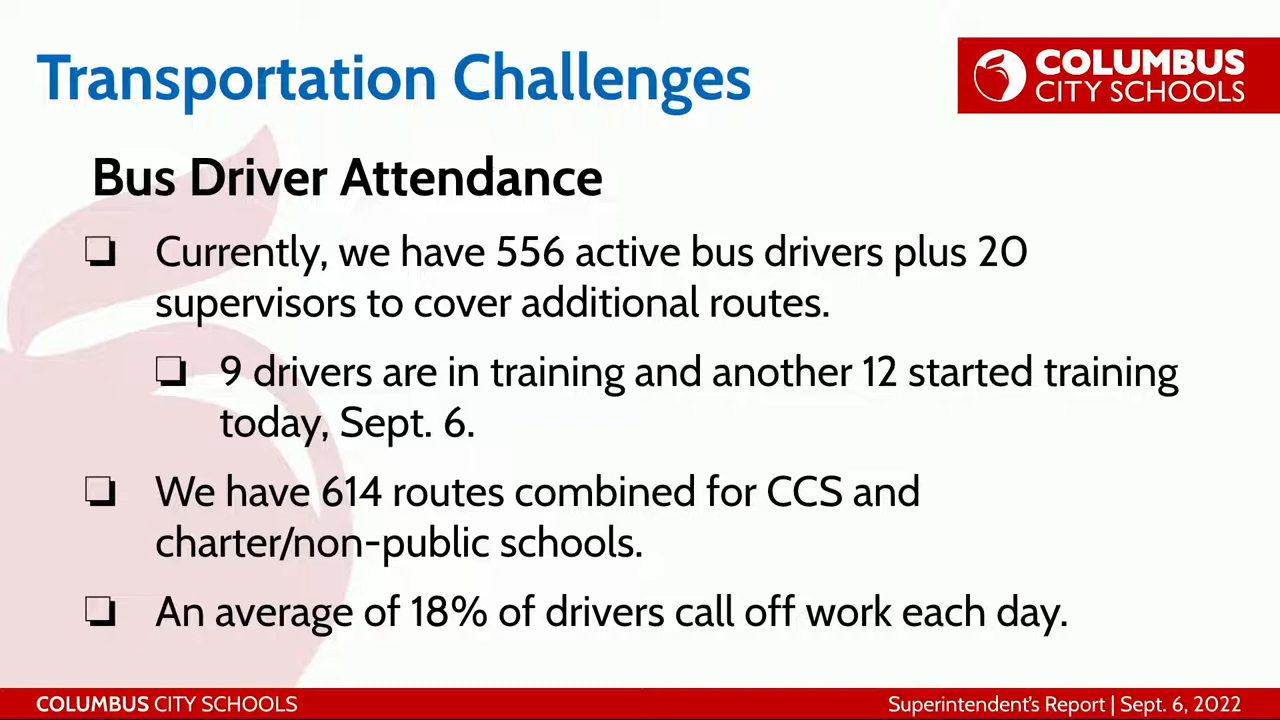 Transportation Challenges
COLUMBUS
CITY SCHOOLS
Bus Driver Attendance
Currently, we have 556 active bus drivers plus 20
supervisors to cover additional routes.
9 drivers are in training and another 12 started training
today, Sept. 6.
We have 614 routes combined for CCS and
charter/non-public schools.
An average of 18% of drivers call off work each day.
COLUMBUS CITY SCHOOLS
Superintendent's Report | Sept. 6, 2022